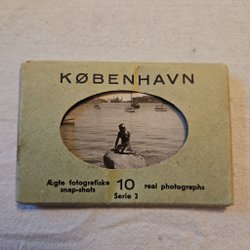 KØBENHAVN
Ægte fotografiske 10 real photographs
snap-shots Serie 2